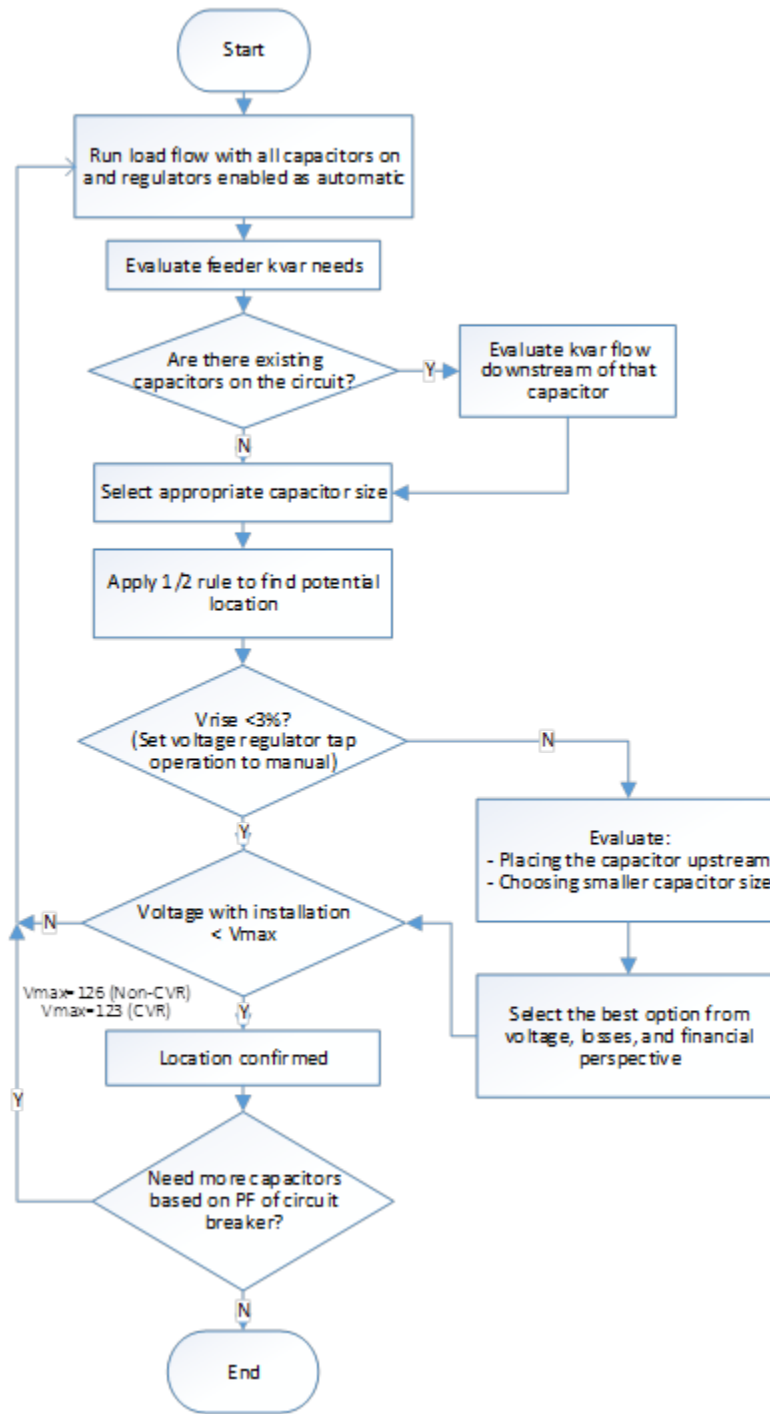 Start
Run load flow with all capacitors on
and regulators enabled as automatic
Evaluate feeder kvar needs
Are there existing
capacitors on the circuit?
Y
Evaluate kvar flow
downstream of that
capacitor
N
Select appropriate capacitor size
Apply 1/2 rule to find potential
location
Vrise <3%?
(Set voltage regulator tap
operation to manual)
N
Y
Evaluate:
- Placing the capacitor upstream
- Choosing smaller capacitor size
Voltage with installation
< Vmax
N
Vmax=126 (Non-CVR)
Vmax=123 (CVR)
Y
Select the best option from
voltage, losses, and financial
perspective
Location confirmed
Y
Need more capacitors
based on PF of circuit
breaker?
N
End